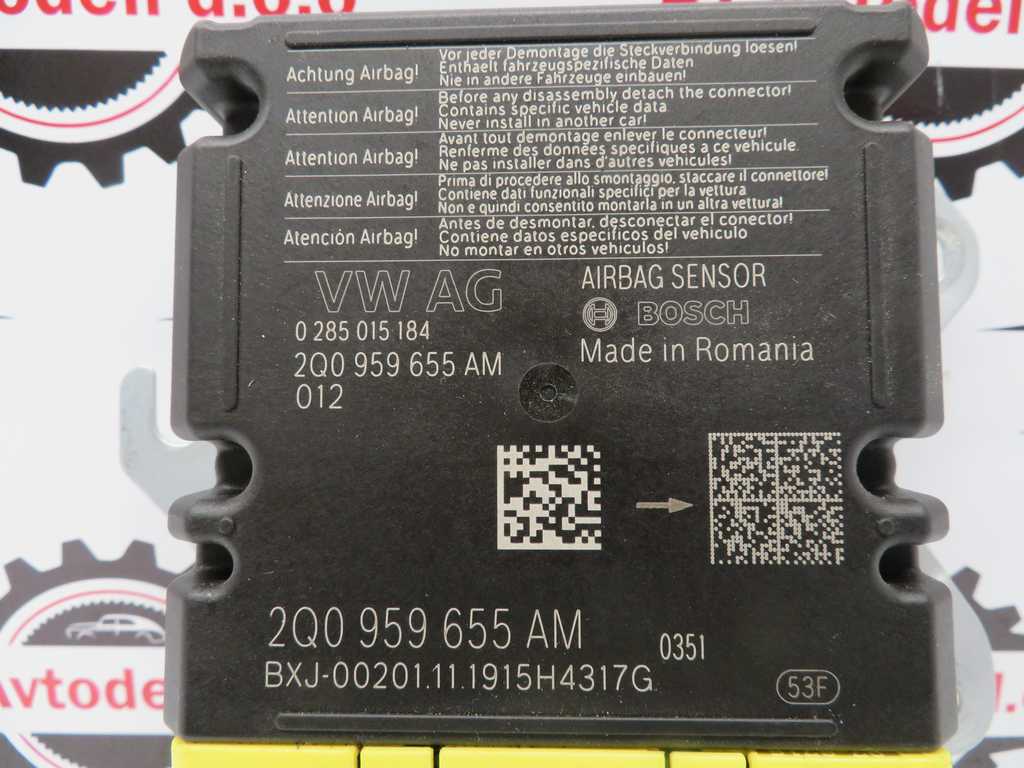 Achtung Airbag!
Vor jeder Demontage die Steckverbindung loesen!
Enthaelt fahrzeugspezifische Daten
Nie in andere Fahrzeuge einbauen!
Attention Airbag!
Before any disassembly detach the connector!
Contains specific vehicle data
Never install in another car!
Attention Airbag!
Avant tout demontage enlever le connecteur!
Renferme des données specifiques a ce vehicule.
Ne pas installer dans d'autres vehicules!
Attenzione Airbag!
Prima di procedere allo smontaggio, staccare il connettore!
Contiene dati funzionali specifici per la vettura
Non e quindi consentito montarla in un altra vettura!
Atención Airbag!
Antes de desmontar, desconectar el conector!
Contiene datos especificos del vehiculo
No montar en otros vehiculos!
VW AG
AIRBAG SENSOR
0 285 015 184
BOSCH
2Q0 959 655 AM
Made in Romania
012
2Q0 959 655 AM
0351
BXJ-00201.11.1915H4317G
53F